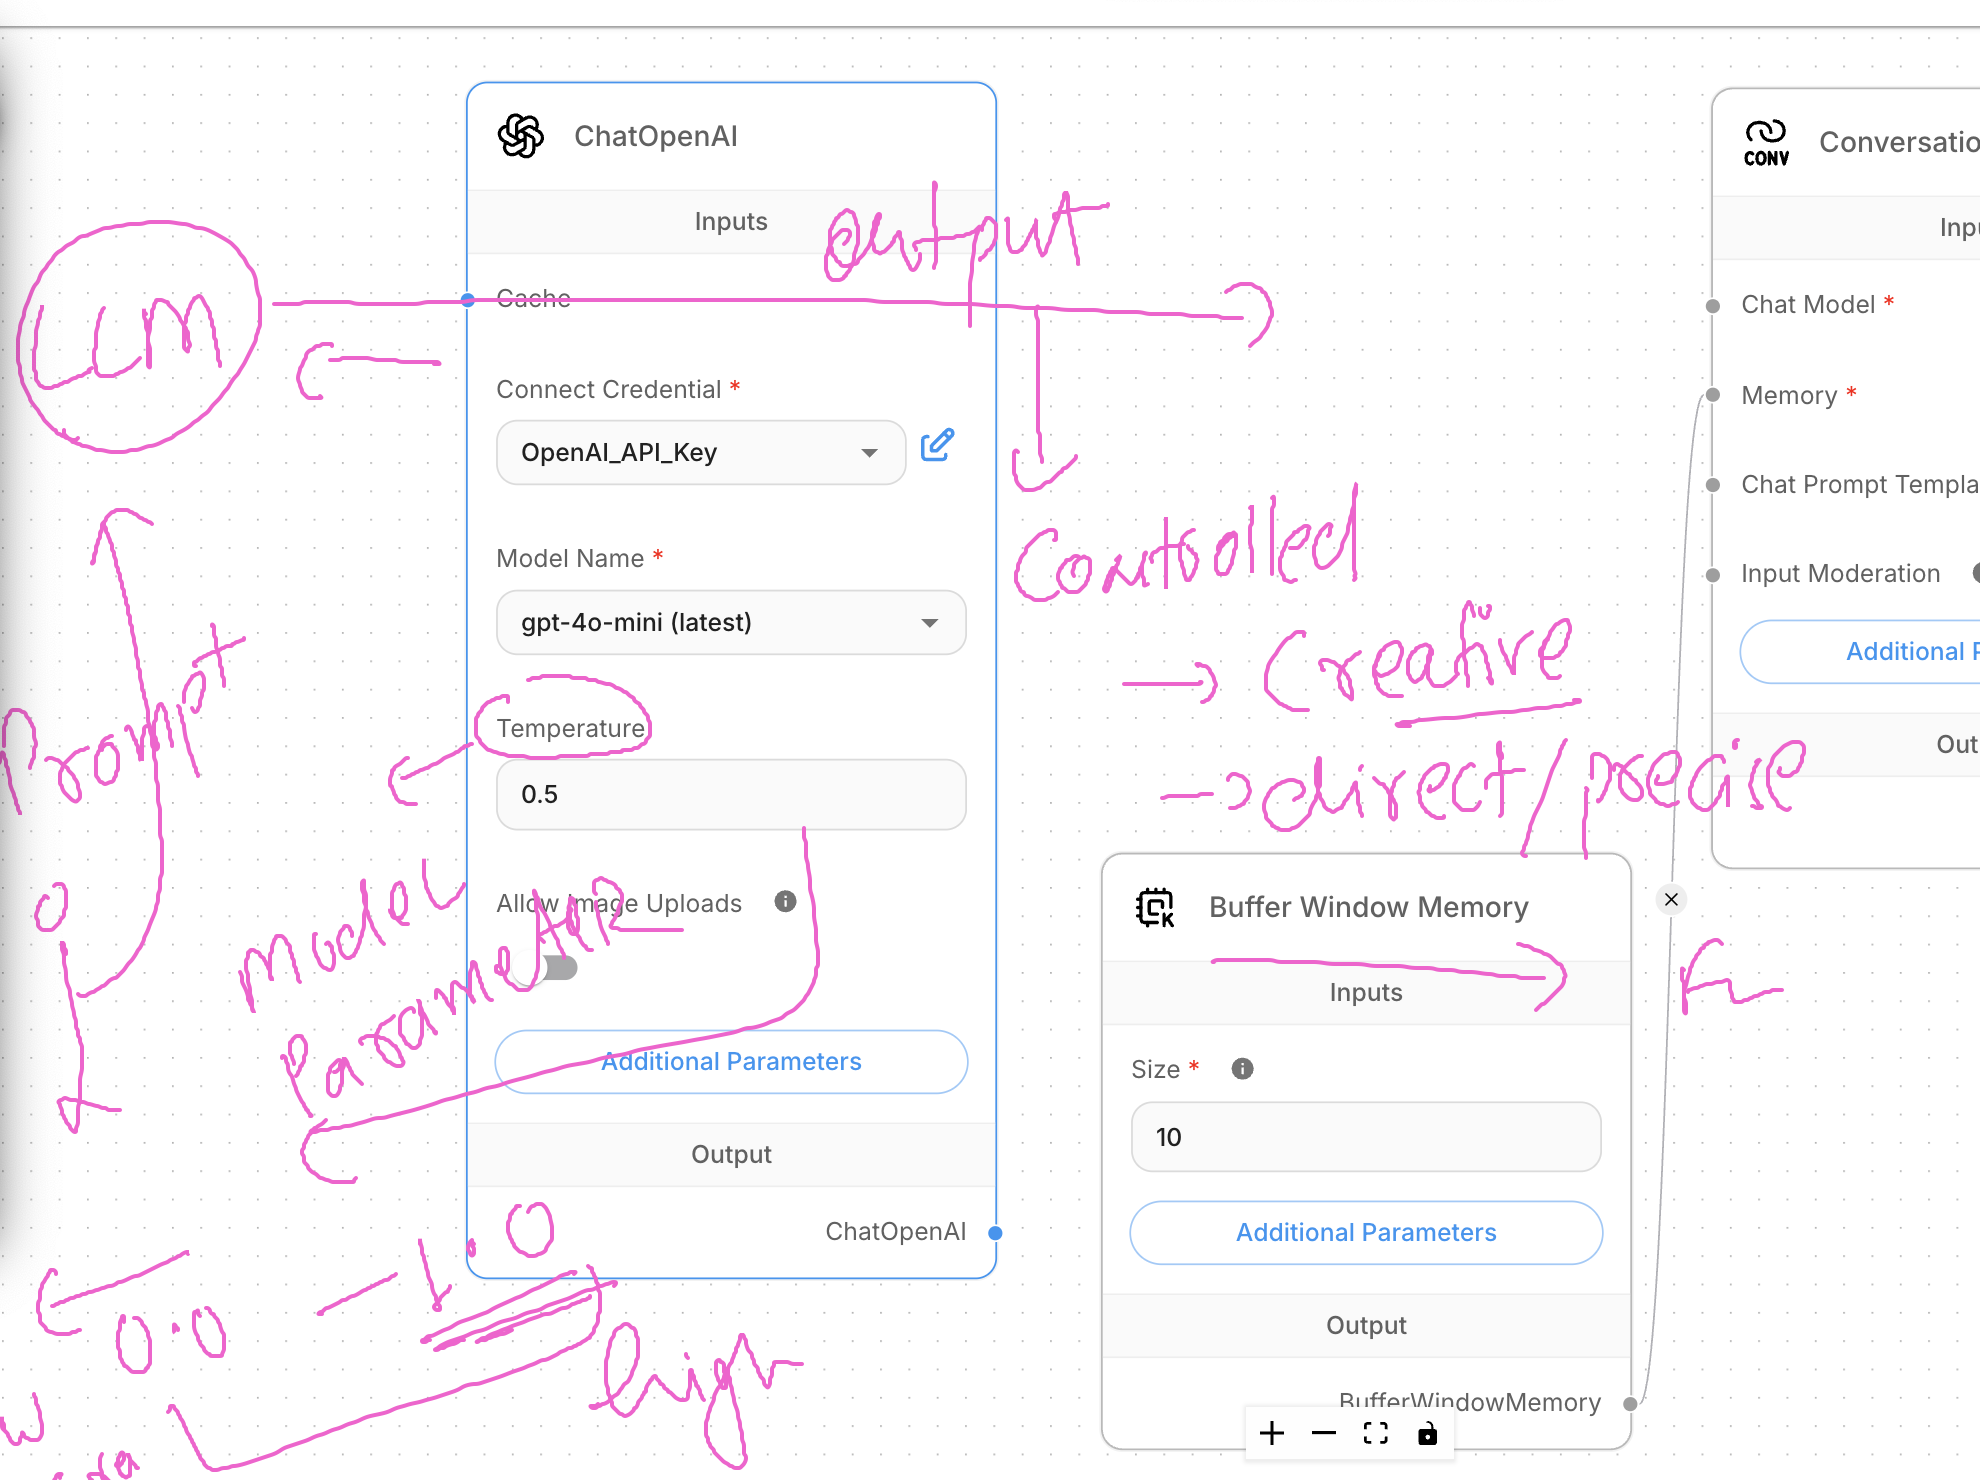 ChatOpenAI
Inputs
output
Cache
LLM
Connect Credential *
OpenAI_API_Key
Controlled
Model Name *
gpt-4o-mini (latest)
Creative
Prompt
Temperature
0.5
direct/precise
Model
Parameter
Allow Image Uploads
Additional Parameters
Output
ChatOpenAI
0.0 - 1.0
high
CONV
Conversatio
Inpu
Chat Model *
Memory *
Chat Prompt Templa
Input Moderation
Additional P
Out
Buffer Window Memory
K
Inputs
Size *
10
Additional Parameters
Output
BufferWindowMemory